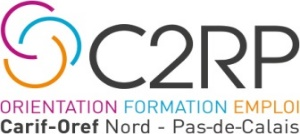 C2RP
ORIENTATION FORMATION EMPLOI
Carif-Oref Nord - Pas-de-Calais